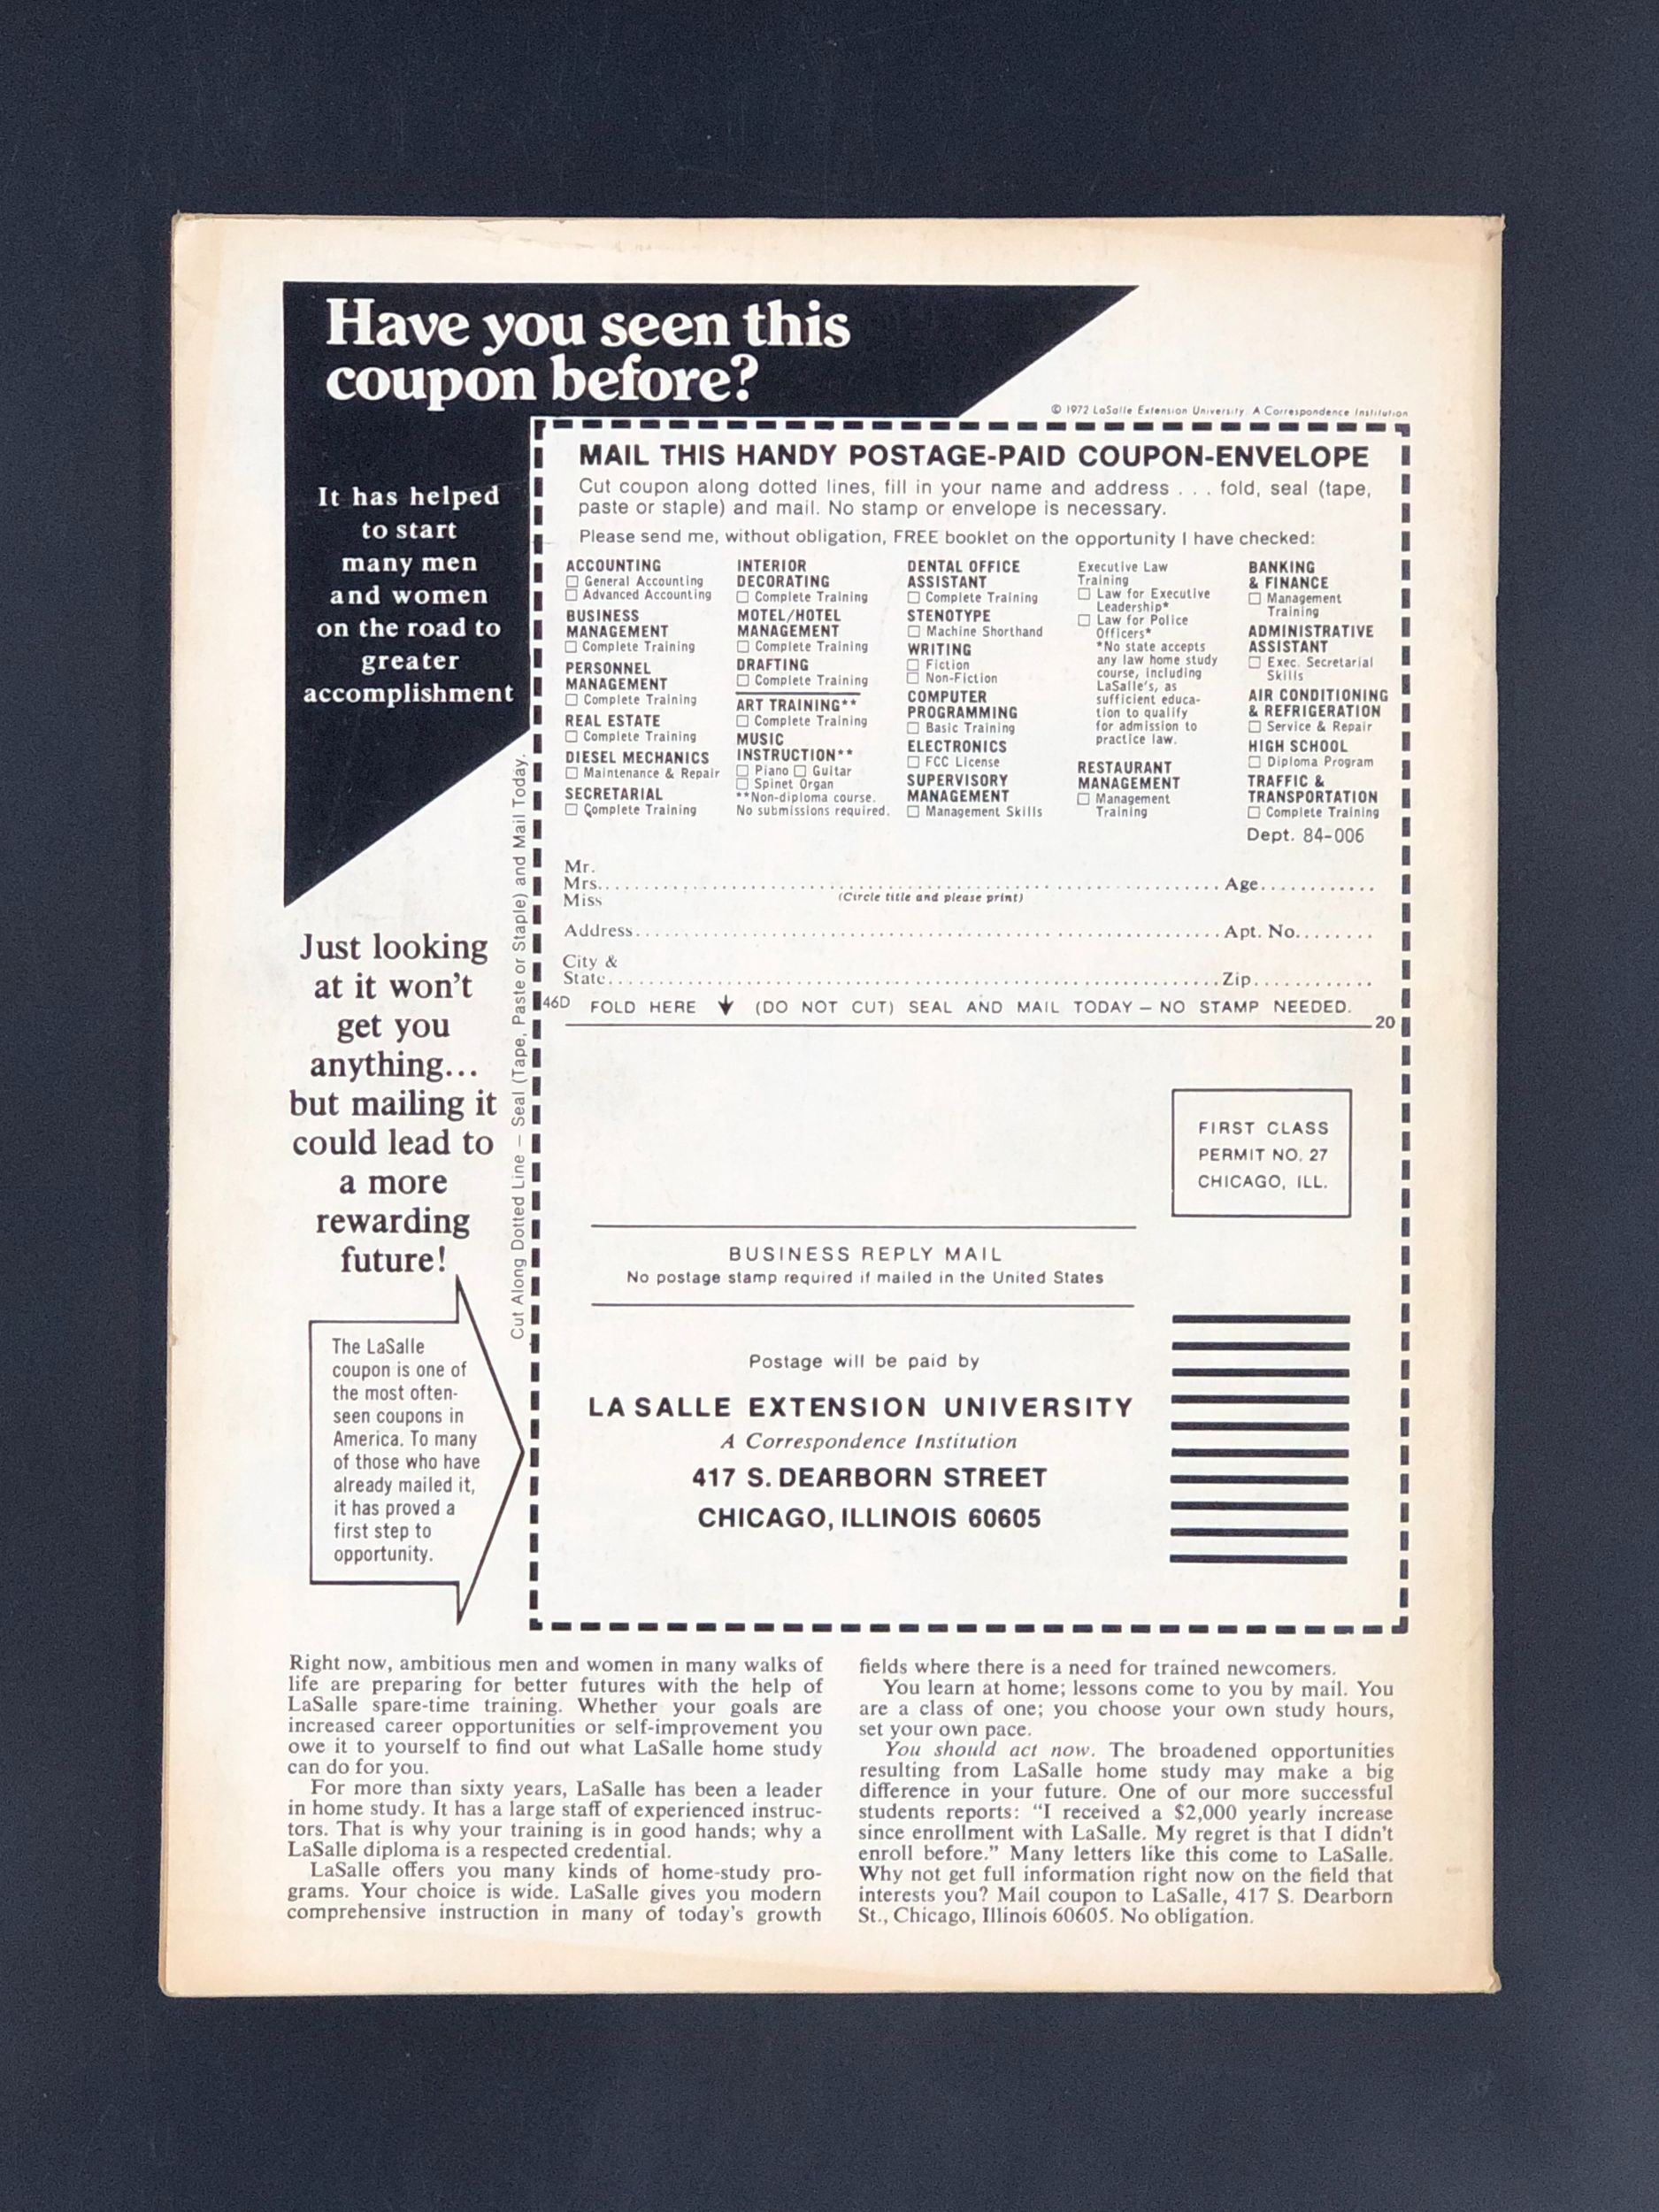 Have you seen this
coupon before?
© 1972 LaSalle Extension University. A Correspondence Institution
It has helped
to start
many men
and women
on the road to
greater
accomplishment
Just looking
at it won't
get you
anything...
but mailing it
could lead to
a more
rewarding
future!
The LaSalle
coupon is one of
the most often-
seen coupons in
America. To many
of those who have
already mailed it,
it has proved a
first step to
opportunity.
Cut Along Dotted Line – Seal (Tape, Paste or Staple) and Mail Today.
MAIL THIS HANDY POSTAGE-PAID COUPON-ENVELOPE
Cut coupon along dotted lines, fill in your name and address . . . fold, seal (tape,
paste or staple) and mail. No stamp or envelope is necessary.
Please send me, without obligation, FREE booklet on the opportunity I have checked:
ACCOUNTING
☐ General Accounting
☐ Advanced Accounting
BUSINESS
MANAGEMENT
☐ Complete Training
PERSONNEL
MANAGEMENT
☐ Complete Training
REAL ESTATE
☐ Complete Training
DIESEL MECHANICS
☐ Maintenance & Repair
SECRETARIAL
☐ Complete Training
INTERIOR
DECORATING
☐ Complete Training
MOTEL/HOTEL
MANAGEMENT
☐ Complete Training
DRAFTING
☐ Complete Training
ART TRAINING**
☐ Complete Training
MUSIC
INSTRUCTION**
☐ Piano ☐ Guitar
☐ Spinet Organ
**Non-diploma course.
No submissions required.
DENTAL OFFICE
ASSISTANT
☐ Complete Training
STENOTYPE
☐ Machine Shorthand
WRITING
☐ Fiction
☐ Non-Fiction
COMPUTER
PROGRAMMING
☐ Basic Training
ELECTRONICS
☐ FCC License
SUPERVISORY
MANAGEMENT
☐ Management Skills
Executive Law
Training
☐ Law for Executive
Leadership*
☐ Law for Police
Officers*
*No state accepts
any law home study
course, including
LaSalle's, as
sufficient educa-
tion to qualify
for admission to
practice law.
RESTAURANT
MANAGEMENT
☐ Management
Training
BANKING
& FINANCE
☐ Management
Training
ADMINISTRATIVE
ASSISTANT
☐ Exec. Secretarial
Skills
AIR CONDITIONING
& REFRIGERATION
☐ Service & Repair
HIGH SCHOOL
☐ Diploma Program
TRAFFIC &
TRANSPORTATION
☐ Complete Training
Dept. 84-006
Mr.
Mrs. Age
Miss (Circle title and please print)
Address Apt. No.
City &
State Zip
46D FOLD HERE ↓ (DO NOT CUT) SEAL AND MAIL TODAY – NO STAMP NEEDED.
20
FIRST CLASS
PERMIT NO. 27
CHICAGO, ILL.
BUSINESS REPLY MAIL
No postage stamp required if mailed in the United States
Postage will be paid by
LA SALLE EXTENSION UNIVERSITY
A Correspondence Institution
417 S. DEARBORN STREET
CHICAGO, ILLINOIS 60605
Right now, ambitious men and women in many walks of
life are preparing for better futures with the help of
LaSalle spare-time training. Whether your goals are
increased career opportunities or self-improvement you
owe it to yourself to find out what LaSalle home study
can do for you.
For more than sixty years, LaSalle has been a leader
in home study. It has a large staff of experienced instruc-
tors. That is why your training is in good hands; why a
LaSalle diploma is a respected credential.
LaSalle offers you many kinds of home-study pro-
grams. Your choice is wide. LaSalle gives you modern
comprehensive instruction in many of today's growth
fields where there is a need for trained newcomers.
You learn at home; lessons come to you by mail. You
are a class of one; you choose your own study hours,
set your own pace.
You should act now. The broadened opportunities
resulting from LaSalle home study may make a big
difference in your future. One of our more successful
students reports: "I received a $2,000 yearly increase
since enrollment with LaSalle. My regret is that I didn't
enroll before." Many letters like this come to LaSalle.
Why not get full information right now on the field that
interests you? Mail coupon to LaSalle, 417 S. Dearborn
St., Chicago, Illinois 60605. No obligation.